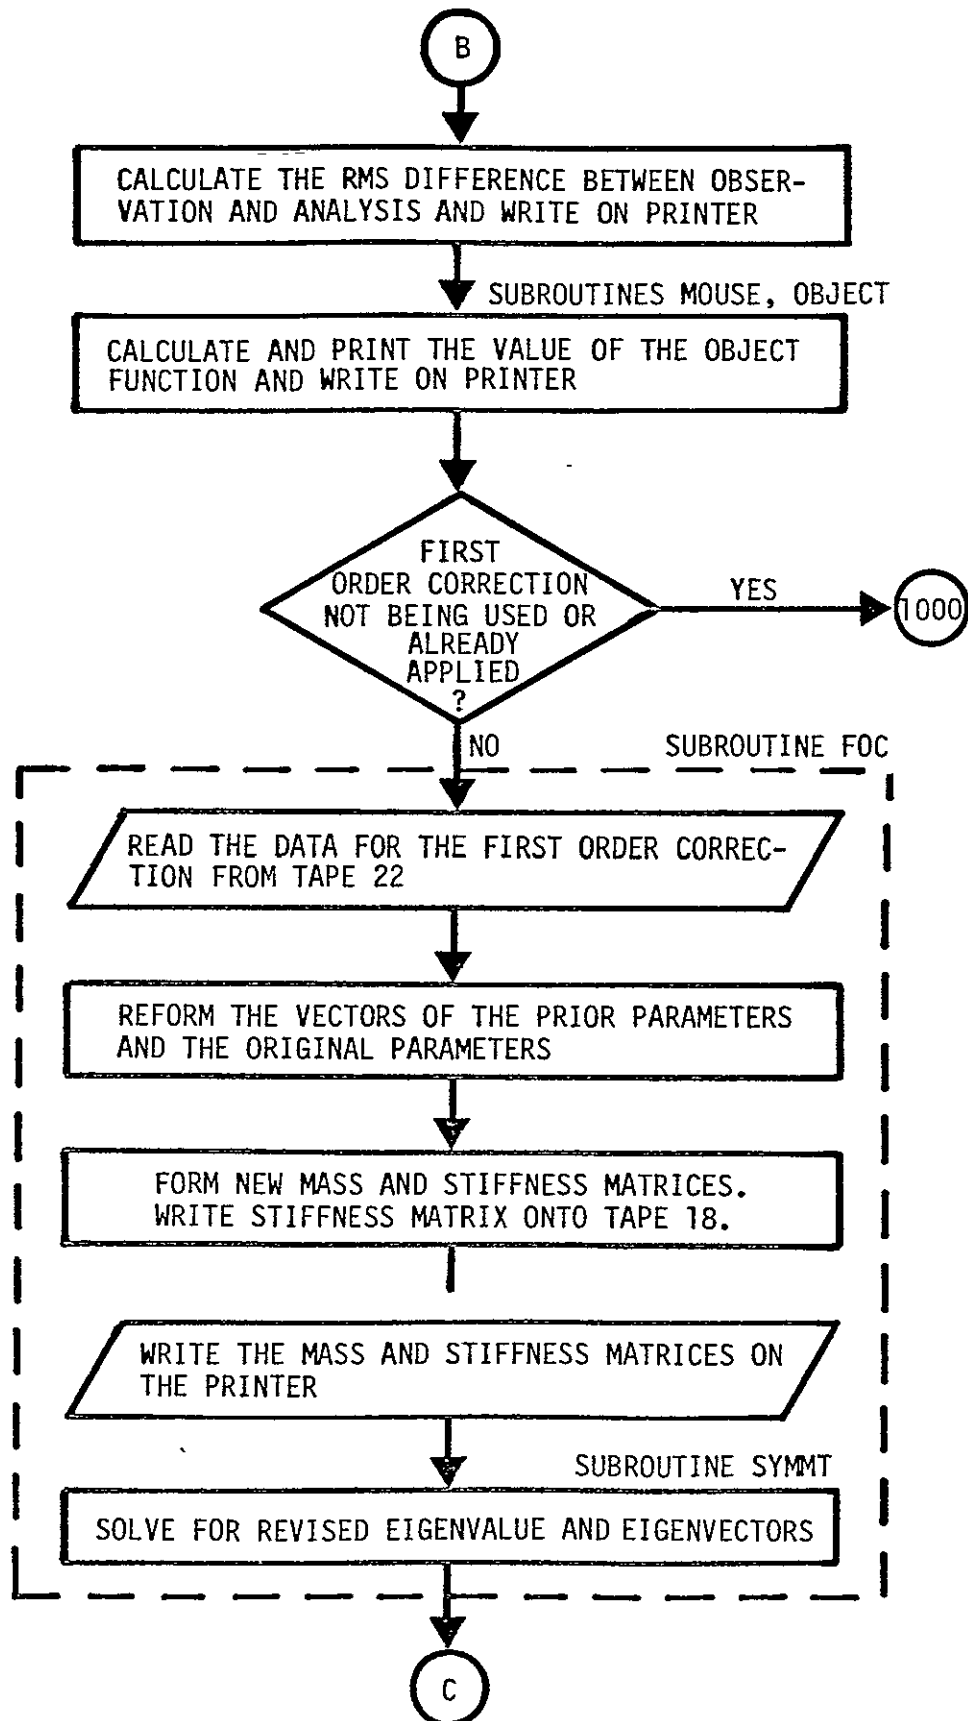 B
CALCULATE THE RMS DIFFERENCE BETWEEN OBSER-
VATION AND ANALYSIS AND WRITE ON PRINTER
SUBROUTINES MOUSE, OBJECT
CALCULATE AND PRINT THE VALUE OF THE OBJECT
FUNCTION AND WRITE ON PRINTER
FIRST
ORDER CORRECTION
NOT BEING USED OR
ALREADY
APPLIED
?
YES
1000
NO
SUBROUTINE FOC
READ THE DATA FOR THE FIRST ORDER CORREC-
TION FROM TAPE 22
REFORM THE VECTORS OF THE PRIOR PARAMETERS
AND THE ORIGINAL PARAMETERS
FORM NEW MASS AND STIFFNESS MATRICES.
WRITE STIFFNESS MATRIX ONTO TAPE 18.
WRITE THE MASS AND STIFFNESS MATRICES ON
THE PRINTER
SUBROUTINE SYMMT
SOLVE FOR REVISED EIGENVALUE AND EIGENVECTORS
C